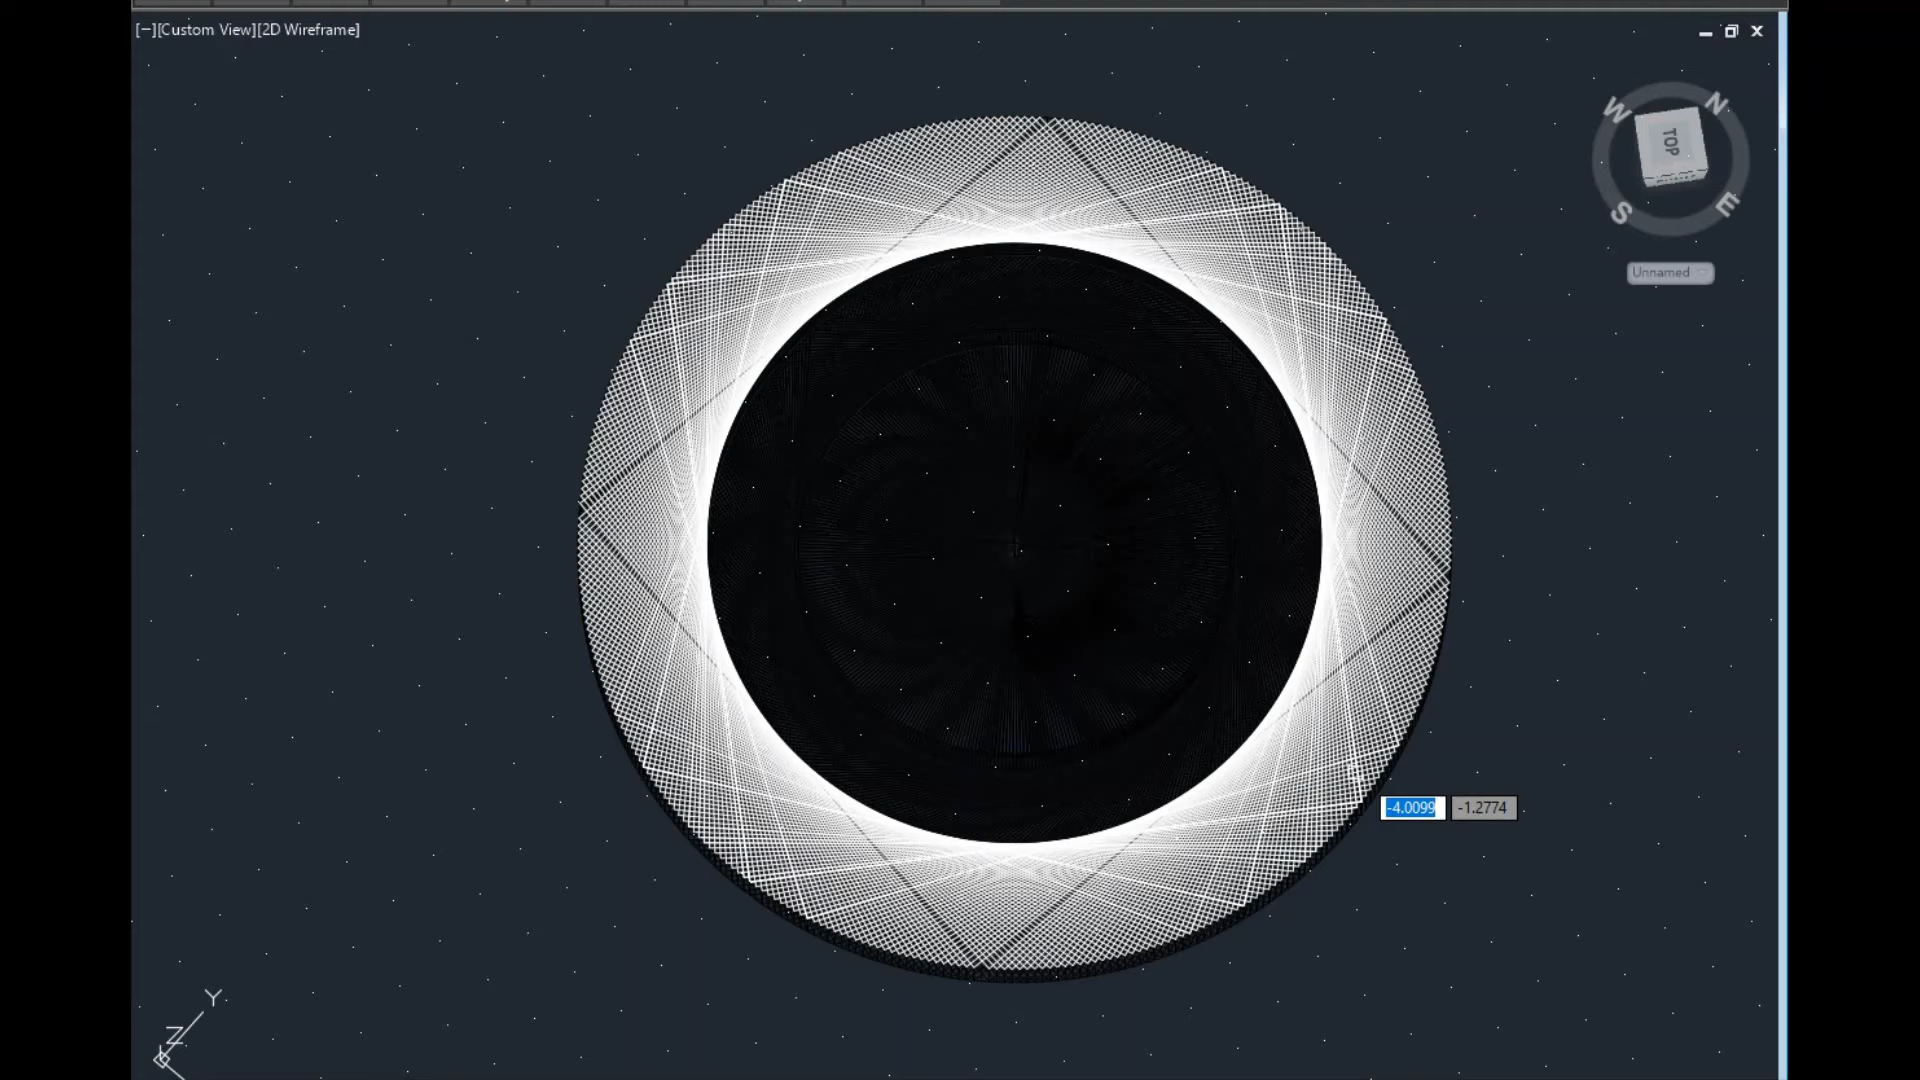 [−][Custom View][2D Wireframe]
W
N
TOP
S
E
Unnamed
-4.0099
-1.2774
Y
Z